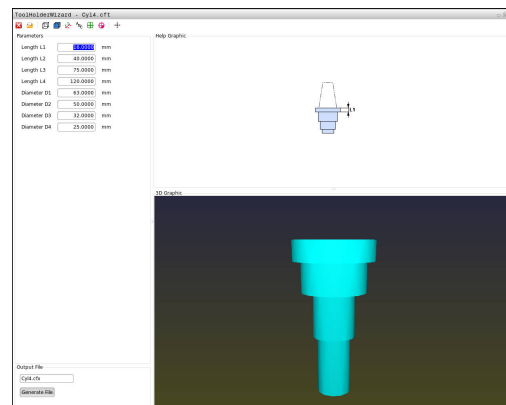 ToolHolderWizard - Cyl4.cft
Parameters
Length L1 18.0000 mm
Length L2 40.0000 mm
Length L3 75.0000 mm
Length L4 120.0000 mm
Diameter D1 63.0000 mm
Diameter D2 50.0000 mm
Diameter D3 32.0000 mm
Diameter D4 25.0000 mm
Help Graphic
L1
3D Graphic
Output File
Cyl4.cfx
Generate File